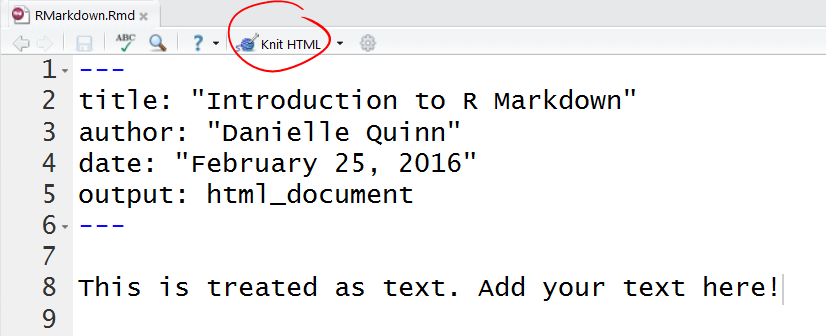 RMarkdown.Rmd
ABC ? Knit HTML
1 ---
2 title: "Introduction to R Markdown"
3 author: "Danielle Quinn"
4 date: "February 25, 2016"
5 output: html_document
6 ---
7
8 This is treated as text. Add your text here!
9